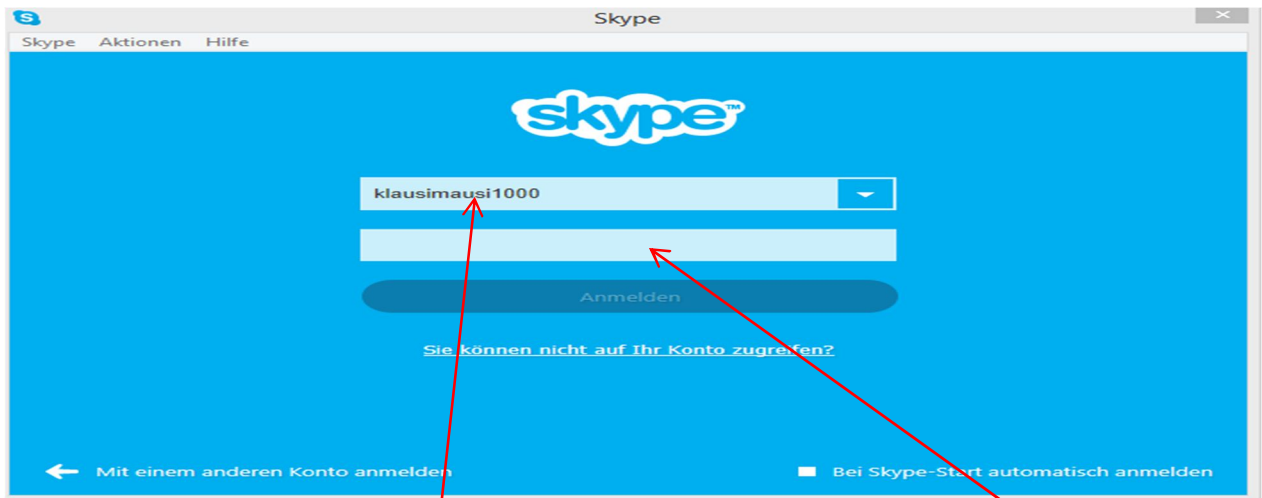 Skype
Skype Aktionen Hilfe
skype™
klausimausi1000
Anmelden
Sie können nicht auf Ihr Konto zugreifen?
Mit einem anderen Konto anmelden
Bei Skype-Start automatisch anmelden